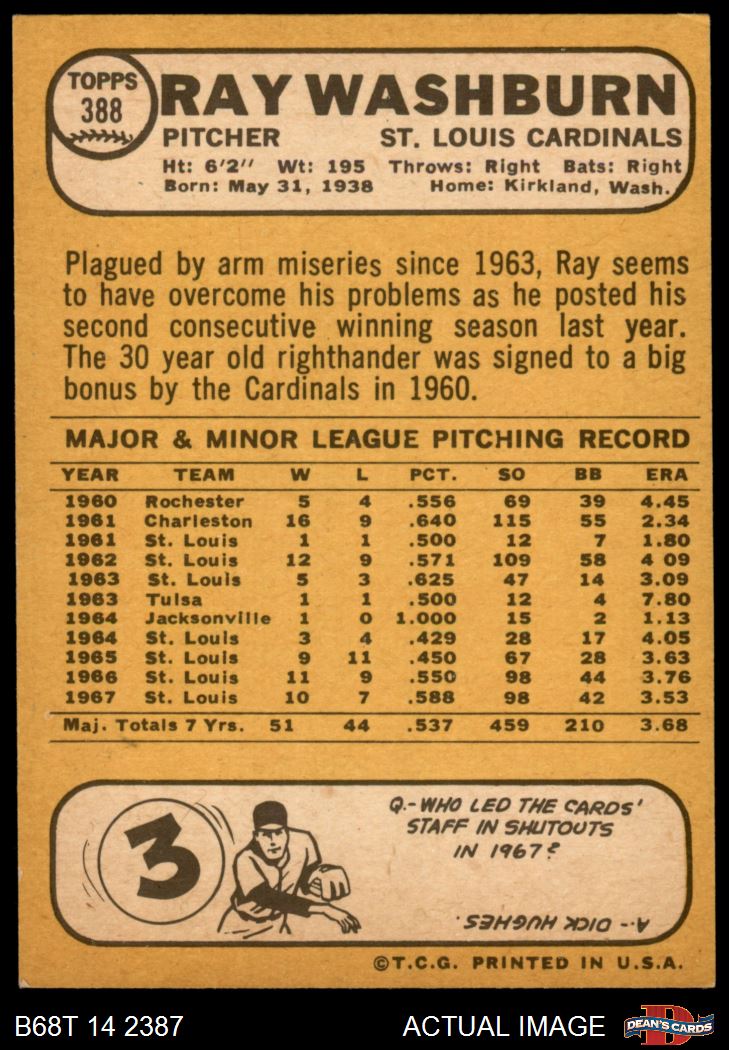 TOPPS
388
RAY WASHBURN
PITCHER ST. LOUIS CARDINALS
Ht: 6'2" Wt: 195 Throws: Right Bats: Right
Born: May 31, 1938 Home: Kirkland, Wash.
Plagued by arm miseries since 1963, Ray seems
to have overcome his problems as he posted his
second consecutive winning season last year.
The 30 year old righthander was signed to a big
bonus by the Cardinals in 1960.
MAJOR & MINOR LEAGUE PITCHING RECORD
YEAR TEAM W L PCT. SO BB ERA
1960 Rochester 5 4 .556 69 39 4.45
1961 Charleston 16 9 .640 115 55 2.34
1961 St. Louis 1 1 .500 12 7 1.80
1962 St. Louis 12 9 .571 109 58 4 09
1963 St. Louis 5 3 .625 47 14 3.09
1963 Tulsa 1 1 .500 12 4 7.80
1964 Jacksonville 1 0 1.000 15 2 1.13
1964 St. Louis 3 4 .429 28 17 4.05
1965 St. Louis 9 11 .450 67 28 3.63
1966 St. Louis 11 9 .550 98 44 3.76
1967 St. Louis 10 7 .588 98 42 3.53
Maj. Totals 7 Yrs. 51 44 .537 459 210 3.68
3
Q.-WHO LED THE CARDS'
STAFF IN SHUTOUTS
IN 1967?
A.- DICK HUGHES.
©T.C.G. PRINTED IN U.S.A.
B68T 14 2387 ACTUAL IMAGE
D
DEAN'S CARDS